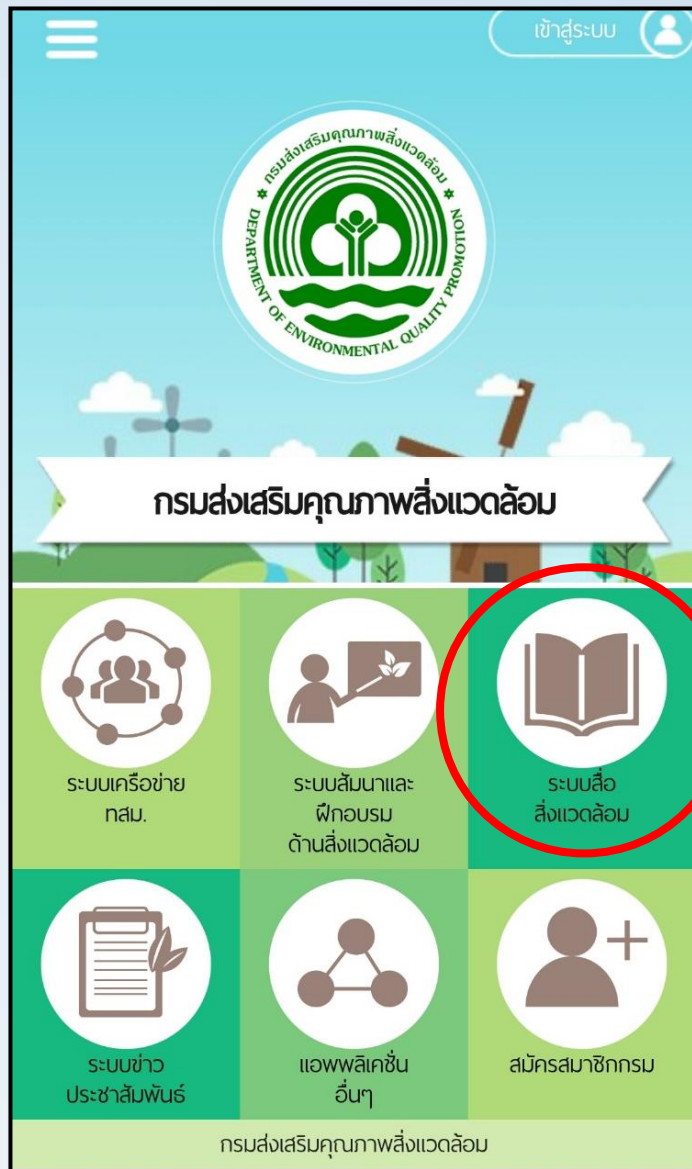 เข้าสู่ระบบ
กรมส่งเสริมคุณภาพสิ่งแวดล้อม
DEPARTMENT OF ENVIRONMENTAL QUALITY PROMOTION
กรมส่งเสริมคุณภาพสิ่งแวดล้อม
ระบบเครือข่าย
ทสม.
ระบบสัมนาและ
ฝึกอบรม
ด้านสิ่งแวดล้อม
ระบบสื่อ
สิ่งแวดล้อม
ระบบข่าว
ประชาสัมพันธ์
แอพพลิเคชั่น
อื่นๆ
สมัครสมาชิกกรม
กรมส่งเสริมคุณภาพสิ่งแวดล้อม